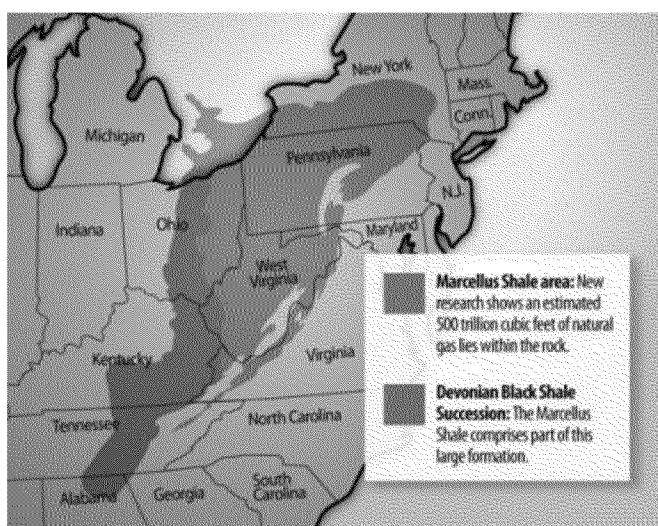 New York
Mass.
Conn.
Michigan
Pennsylvania
N.J.
Indiana
Ohio
Maryland
West
Virginia
Kentucky
Virginia
Tennessee
North Carolina
Alabama
Georgia
South
Carolina
Marcellus Shale area: New
research shows an estimated
500 trillion cubic feet of natural
gas lies within the rock.
Devonian Black Shale
Succession: The Marcellus
Shale comprises part of this
large formation.